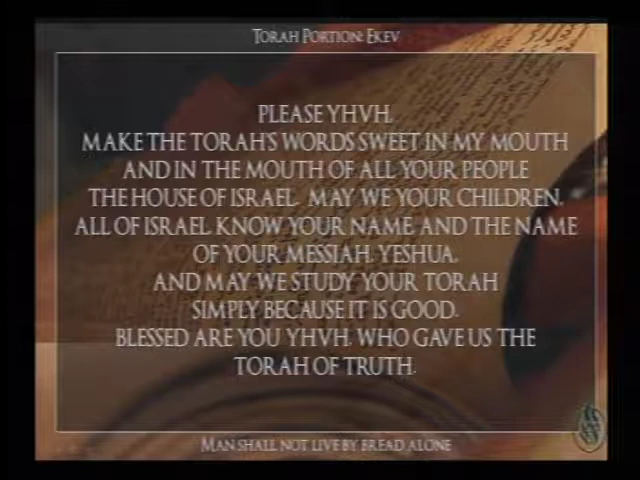 TORAH PORTION: EKEV
PLEASE YHVH,
MAKE THE TORAH'S WORDS SWEET IN MY MOUTH
AND IN THE MOUTH OF ALL YOUR PEOPLE
THE HOUSE OF ISRAEL. MAY WE YOUR CHILDREN,
ALL OF ISRAEL, KNOW YOUR NAME, AND THE NAME
OF YOUR MESSIAH, YESHUA.
AND MAY WE STUDY YOUR TORAH
SIMPLY BECAUSE IT IS GOOD.
BLESSED ARE YOU YHVH, WHO GAVE US THE
TORAH OF TRUTH.
MAN SHALL NOT LIVE BY BREAD ALONE